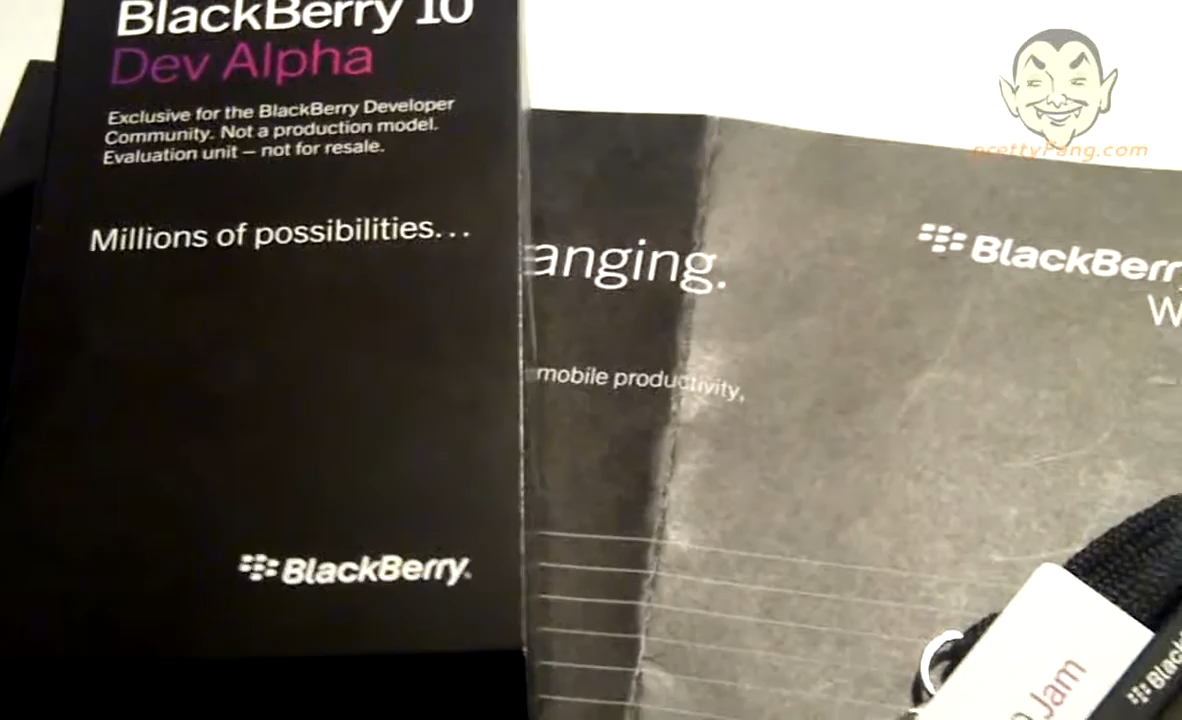 BlackBerry 10
Dev Alpha
Exclusive for the BlackBerry Developer
Community. Not a production model.
Evaluation unit – not for resale.
Millions of possibilities...
BlackBerry.
anging.
mobile productivity,
BlackBerry
W
Jam
Black
prettyFang.com